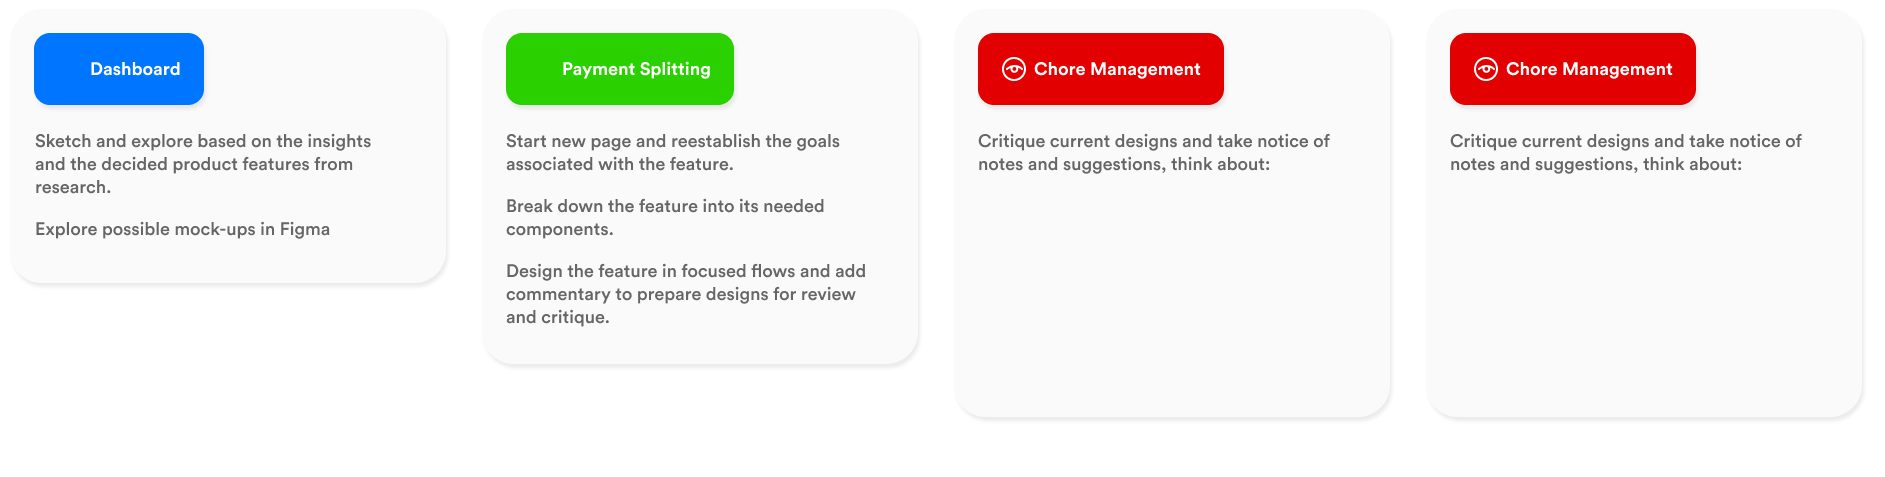 Dashboard
Sketch and explore based on the insights
and the decided product features from
research.
Explore possible mock-ups in Figma
Payment Splitting
Start new page and reestablish the goals
associated with the feature.
Break down the feature into its needed
components.
Design the feature in focused flows and add
commentary to prepare designs for review
and critique.
Chore Management
Critique current designs and take notice of
notes and suggestions, think about:
Chore Management
Critique current designs and take notice of
notes and suggestions, think about: